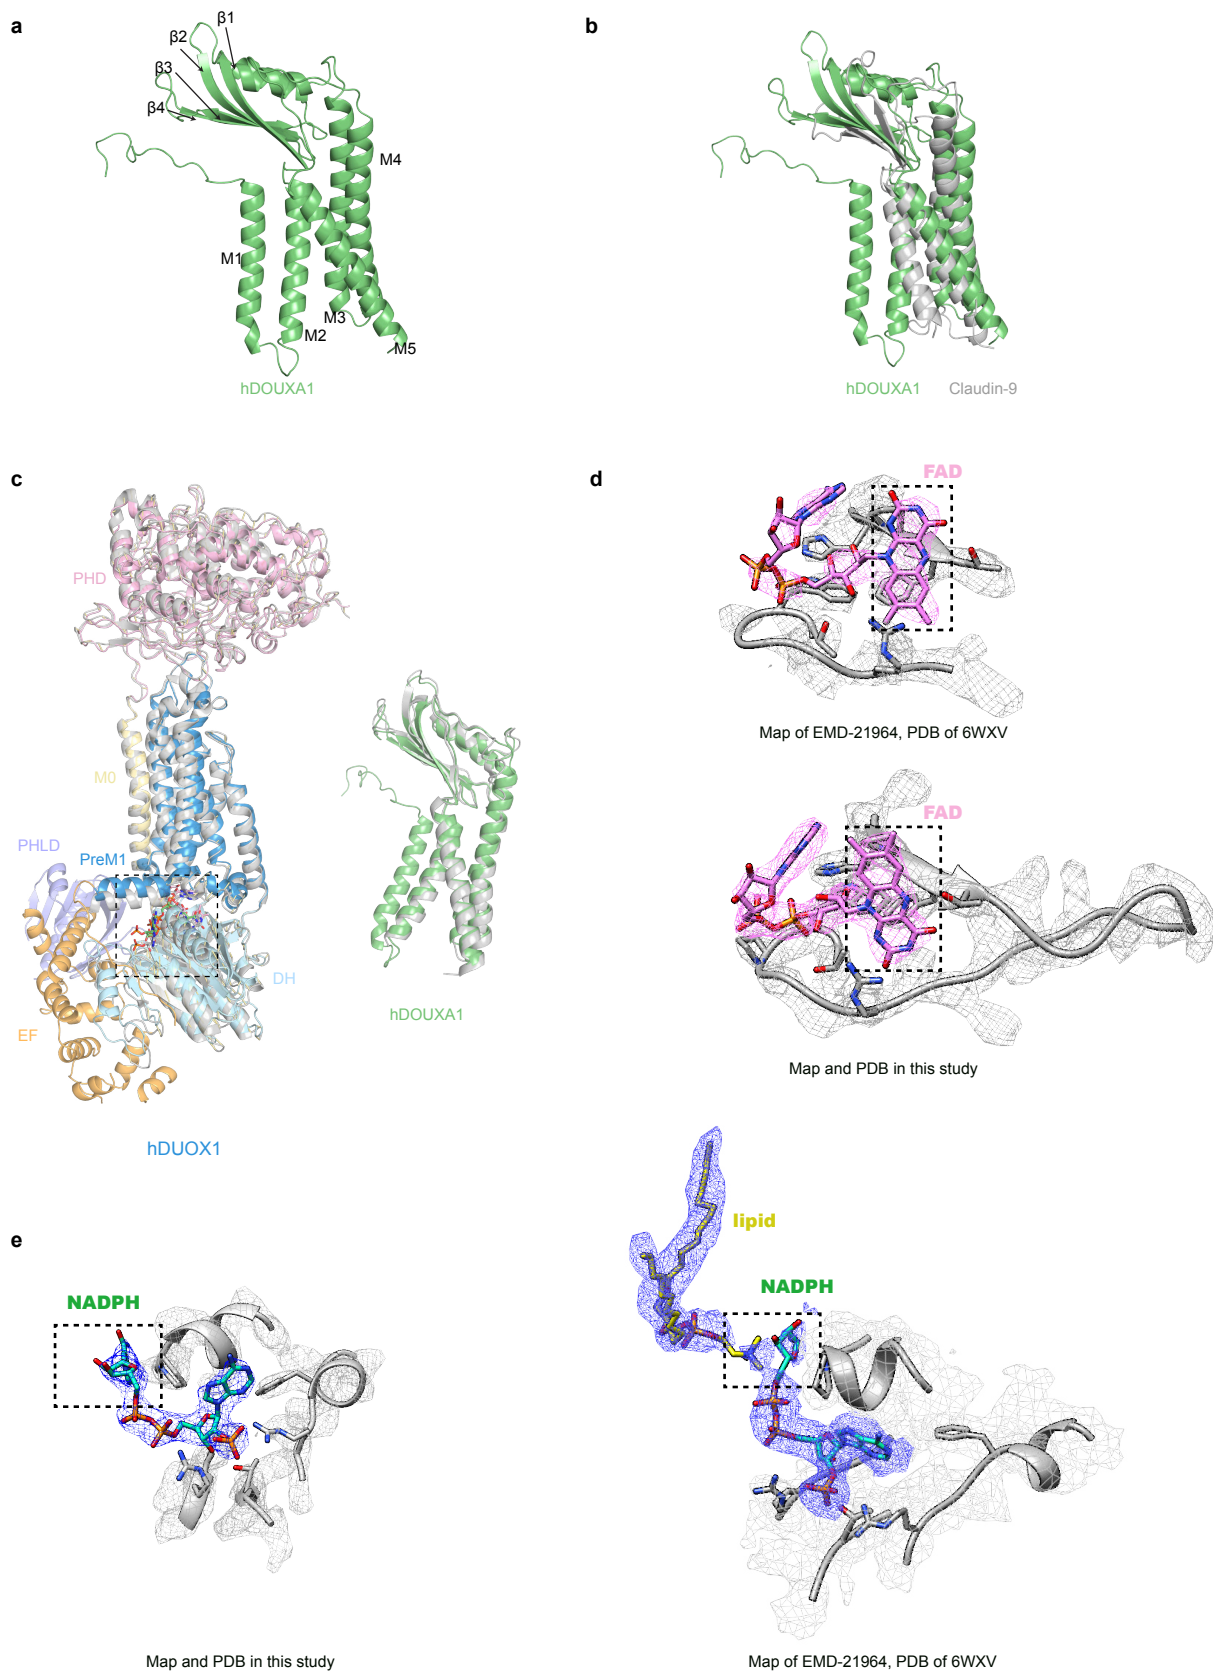 a
β1
β2
β3
β4
M4
M1
M3
M2
M5
hDOUXA1
b
hDOUXA1 Claudin-9
c
PHD
M0
PHLD
PreM1
DH
EF
hDUOX1
hDOUXA1
d
FAD
Map of EMD-21964, PDB of 6WXV
FAD
Map and PDB in this study
e
NADPH
Map and PDB in this study
lipid
NADPH
Map of EMD-21964, PDB of 6WXV